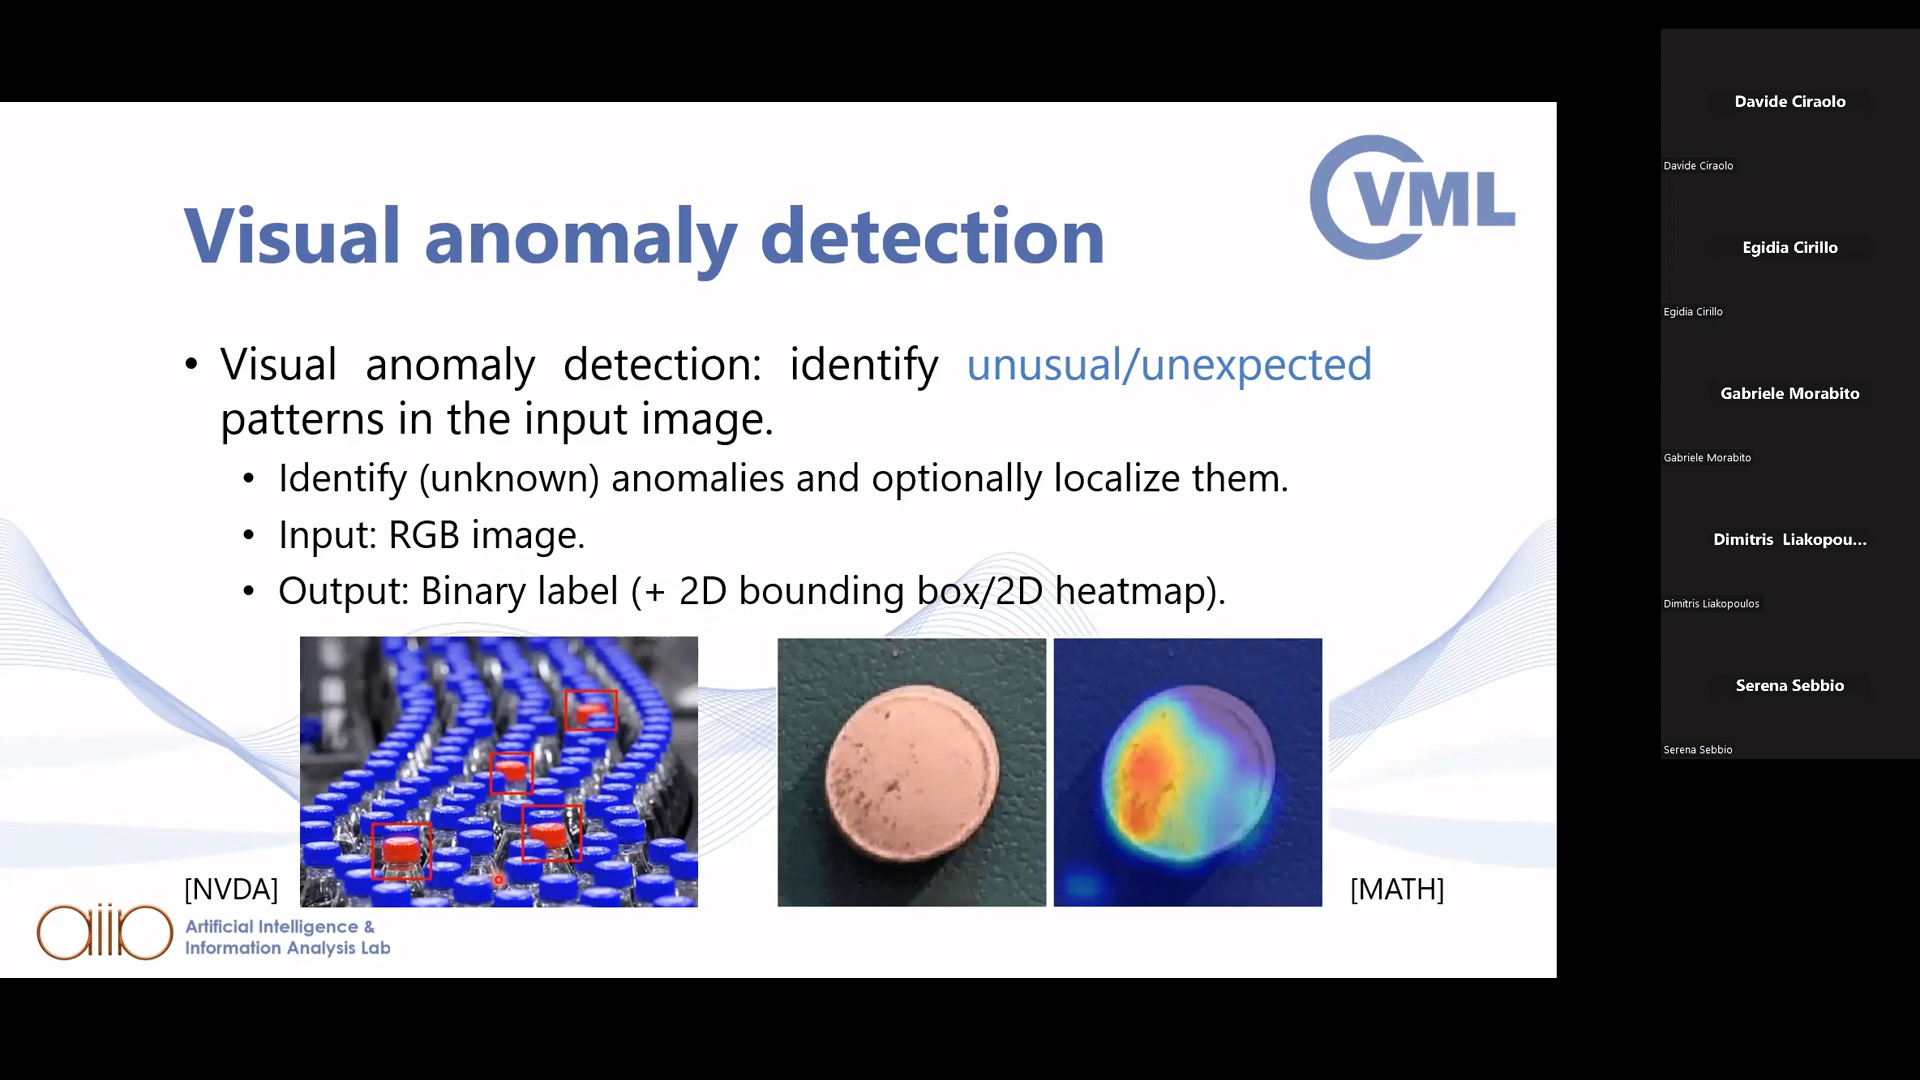 VML
Visual anomaly detection
• Visual anomaly detection: identify unusual/unexpected
patterns in the input image.
• Identify (unknown) anomalies and optionally localize them.
• Input: RGB image.
• Output: Binary label (+ 2D bounding box/2D heatmap).
[NVDA]
[MATH]
aiia
Artificial Intelligence &
Information Analysis Lab
Davide Ciraolo
Davide Ciraolo
Egidia Cirillo
Egidia Cirillo
Gabriele Morabito
Gabriele Morabito
Dimitris Liakopou...
Dimitris Liakopoulos
Serena Sebbio
Serena Sebbio